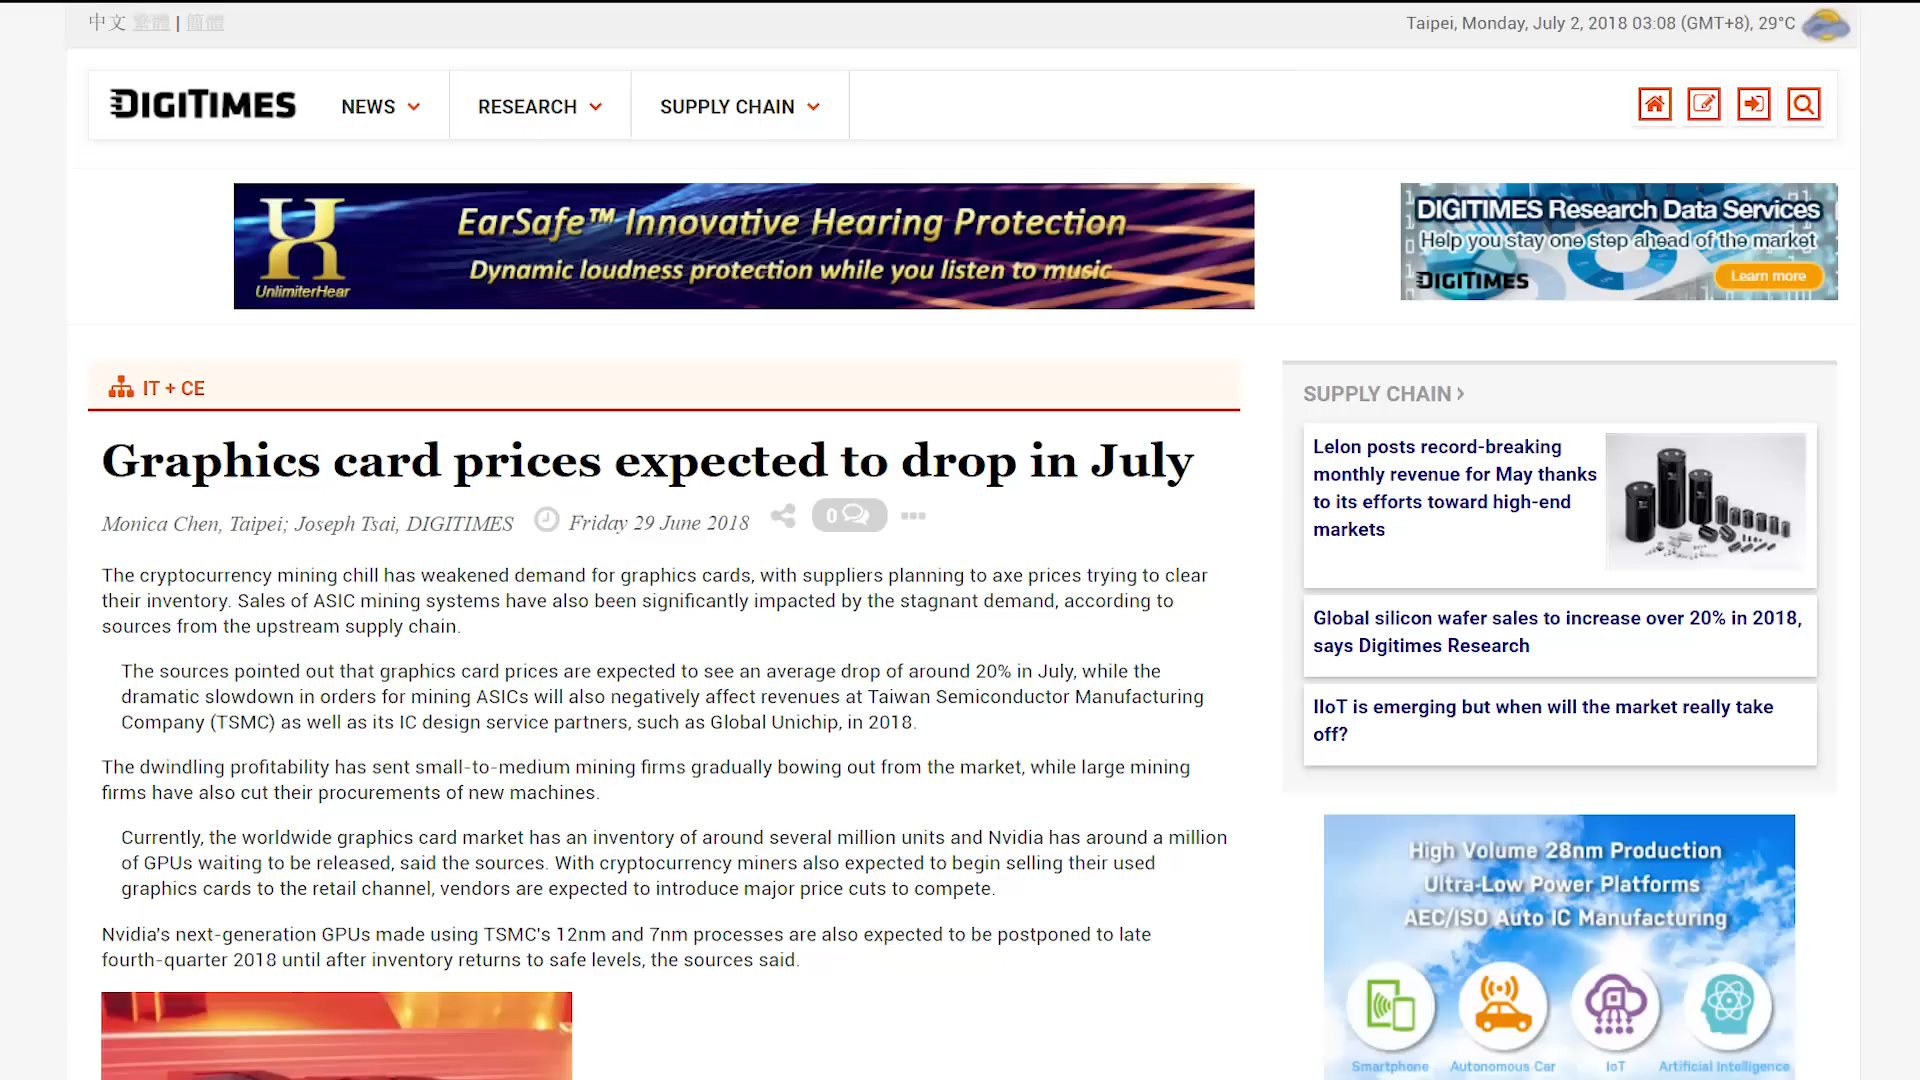 中文 繁體 | 簡體
Taipei, Monday, July 2, 2018 03:08 (GMT+8), 29°C
DIGITIMES
NEWS
RESEARCH
SUPPLY CHAIN
UnlimiterHear
EarSafe™ Innovative Hearing Protection
Dynamic loudness protection while you listen to music
DIGITIMES Research Data Services
Help you stay one step ahead of the market
DIGITIMES
Learn more
IT + CE
Graphics card prices expected to drop in July
Monica Chen, Taipei; Joseph Tsai, DIGITIMES
Friday 29 June 2018
0
The cryptocurrency mining chill has weakened demand for graphics cards, with suppliers planning to axe prices trying to clear
their inventory. Sales of ASIC mining systems have also been significantly impacted by the stagnant demand, according to
sources from the upstream supply chain.
The sources pointed out that graphics card prices are expected to see an average drop of around 20% in July, while the
dramatic slowdown in orders for mining ASICs will also negatively affect revenues at Taiwan Semiconductor Manufacturing
Company (TSMC) as well as its IC design service partners, such as Global Unichip, in 2018.
The dwindling profitability has sent small-to-medium mining firms gradually bowing out from the market, while large mining
firms have also cut their procurements of new machines.
Currently, the worldwide graphics card market has an inventory of around several million units and Nvidia has around a million
of GPUs waiting to be released, said the sources. With cryptocurrency miners also expected to begin selling their used
graphics cards to the retail channel, vendors are expected to introduce major price cuts to compete.
Nvidia's next-generation GPUs made using TSMC's 12nm and 7nm processes are also expected to be postponed to late
fourth-quarter 2018 until after inventory returns to safe levels, the sources said.
SUPPLY CHAIN ›
Lelon posts record-breaking
monthly revenue for May thanks
to its efforts toward high-end
markets
Global silicon wafer sales to increase over 20% in 2018,
says Digitimes Research
IIoT is emerging but when will the market really take
off?
High Volume 28nm Production
Ultra-Low Power Platforms
AEC/ISO Auto IC Manufacturing
Smartphone
Autonomous Car
IoT
Artificial Intelligence